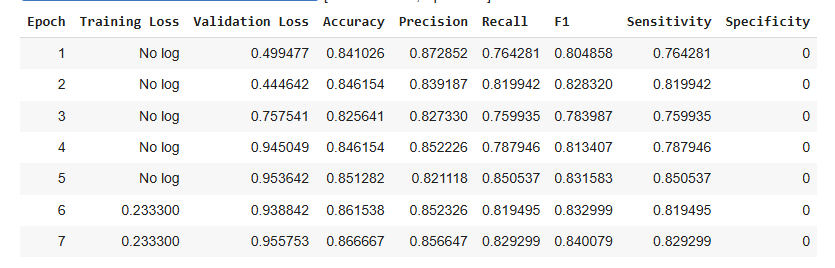 Epoch Training Loss Validation Loss Accuracy Precision Recall F1 Sensitivity Specificity
1 No log 0.499477 0.841026 0.872852 0.764281 0.804858 0.764281 0
2 No log 0.444642 0.846154 0.839187 0.819942 0.828320 0.819942 0
3 No log 0.757541 0.825641 0.827330 0.759935 0.783987 0.759935 0
4 No log 0.945049 0.846154 0.852226 0.787946 0.813407 0.787946 0
5 No log 0.953642 0.851282 0.821118 0.850537 0.831583 0.850537 0
6 0.233300 0.938842 0.861538 0.852326 0.819495 0.832999 0.819495 0
7 0.233300 0.955753 0.866667 0.856647 0.829299 0.840079 0.829299 0